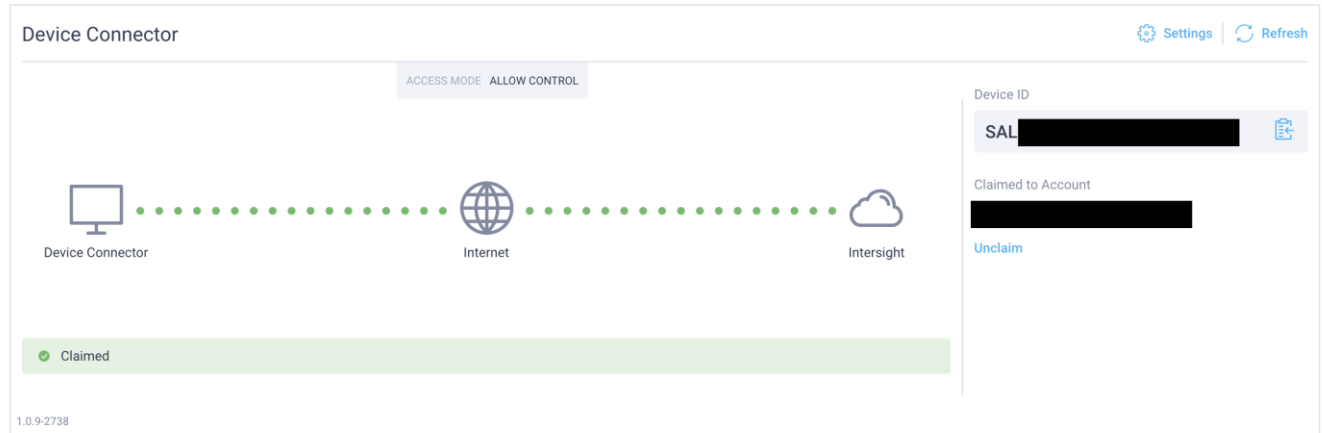 Device Connector
Settings
Refresh
ACCESS MODE ALLOW CONTROL
Device Connector
Internet
Intersight
Claimed
Device ID
SAL
Claimed to Account
Unclaim
1.0.9-2738